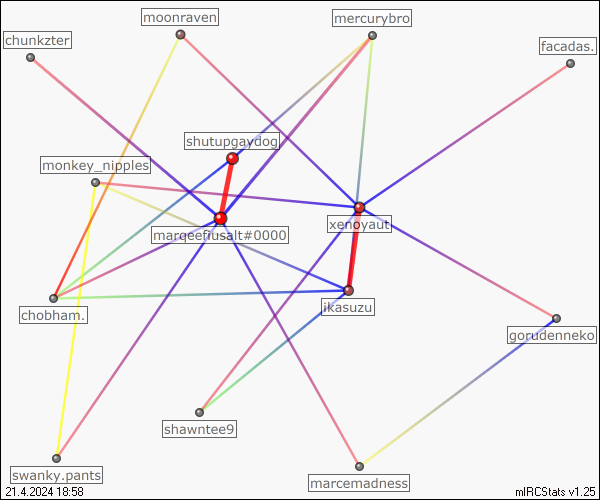 moonraven
mercurybro
chunkzter
facadas.
shutupgaydog
monkey_nipples
xenoyaut
marqeefiusalt#0000
ikasuzu
chobham.
gorudenneko
shawntee9
swanky.pants
marcemadness
21.4.2024 18:58
mIRCStats v1.25